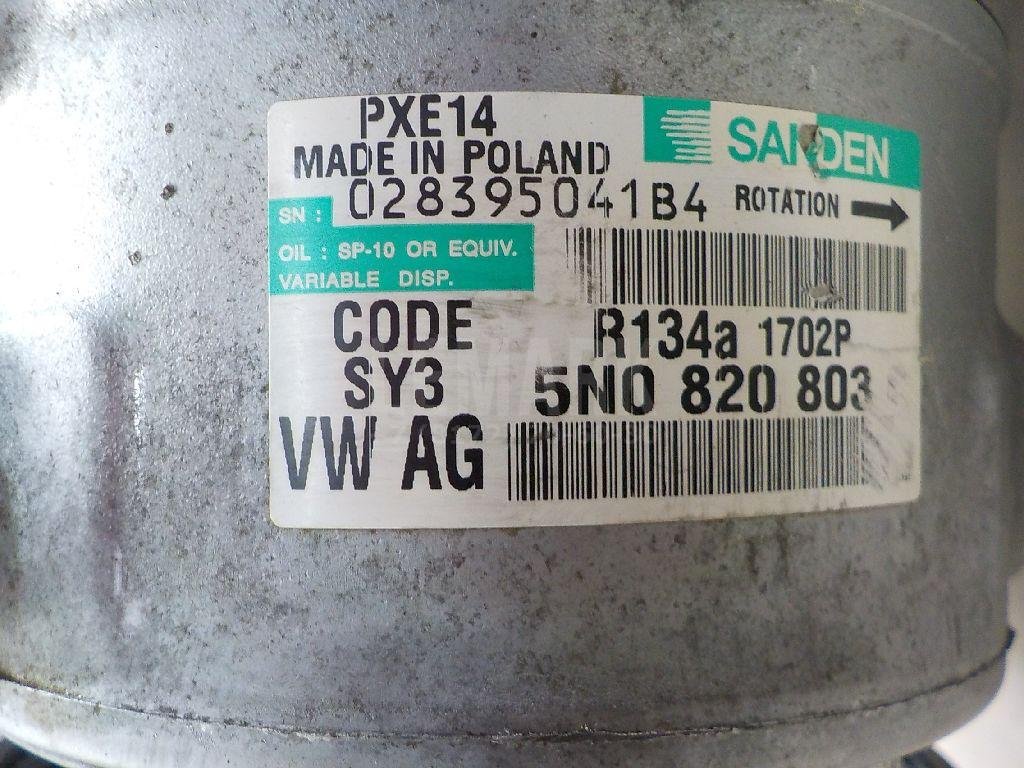 PXE14
SANDEN
MADE IN POLAND
SN : 028395041B4
ROTATION
OIL : SP-10 OR EQUIV.
VARIABLE DISP.
CODE
R134a 1702P
SY3
5N0 820 803
VW AG